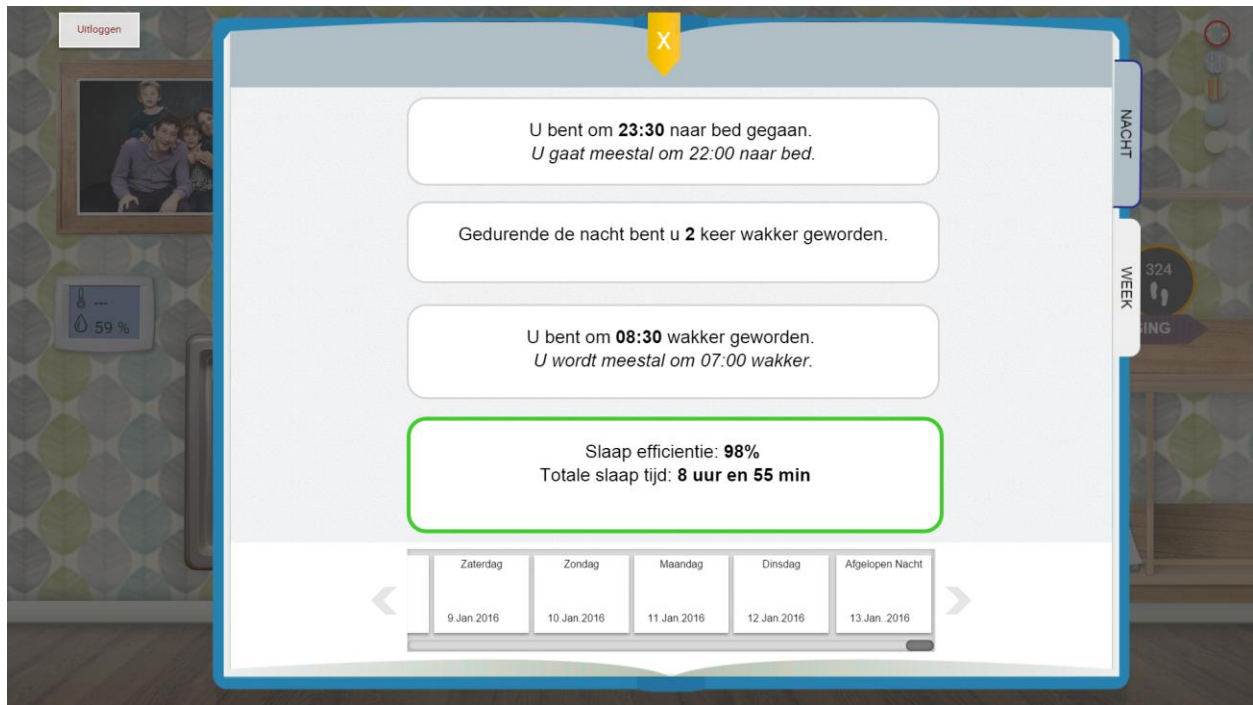 Uitloggen
X
NACHT
WEEK
U bent om 23:30 naar bed gegaan.
U gaat meestal om 22:00 naar bed.
Gedurende de nacht bent u 2 keer wakker geworden.
U bent om 08:30 wakker geworden.
U wordt meestal om 07:00 wakker.
Slaap efficientie: 98%
Totale slaap tijd: 8 uur en 55 min
Zaterdag
9.Jan.2016
Zondag
10.Jan.2016
Maandag
11.Jan.2016
Dinsdag
12.Jan.2016
Afgelopen Nacht
13.Jan..2016
---
59 %
324